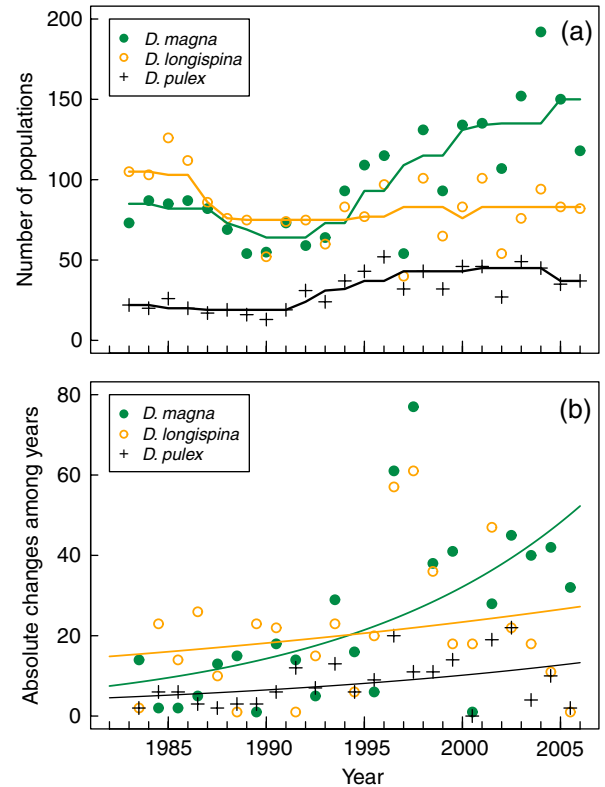 (a)
D. magna
D. longispina
D. pulex
Number of populations
200
150
100
50
0
(b)
D. magna
D. longispina
D. pulex
Absolute changes among years
80
60
40
20
0
1985 1990 1995 2000 2005
Year